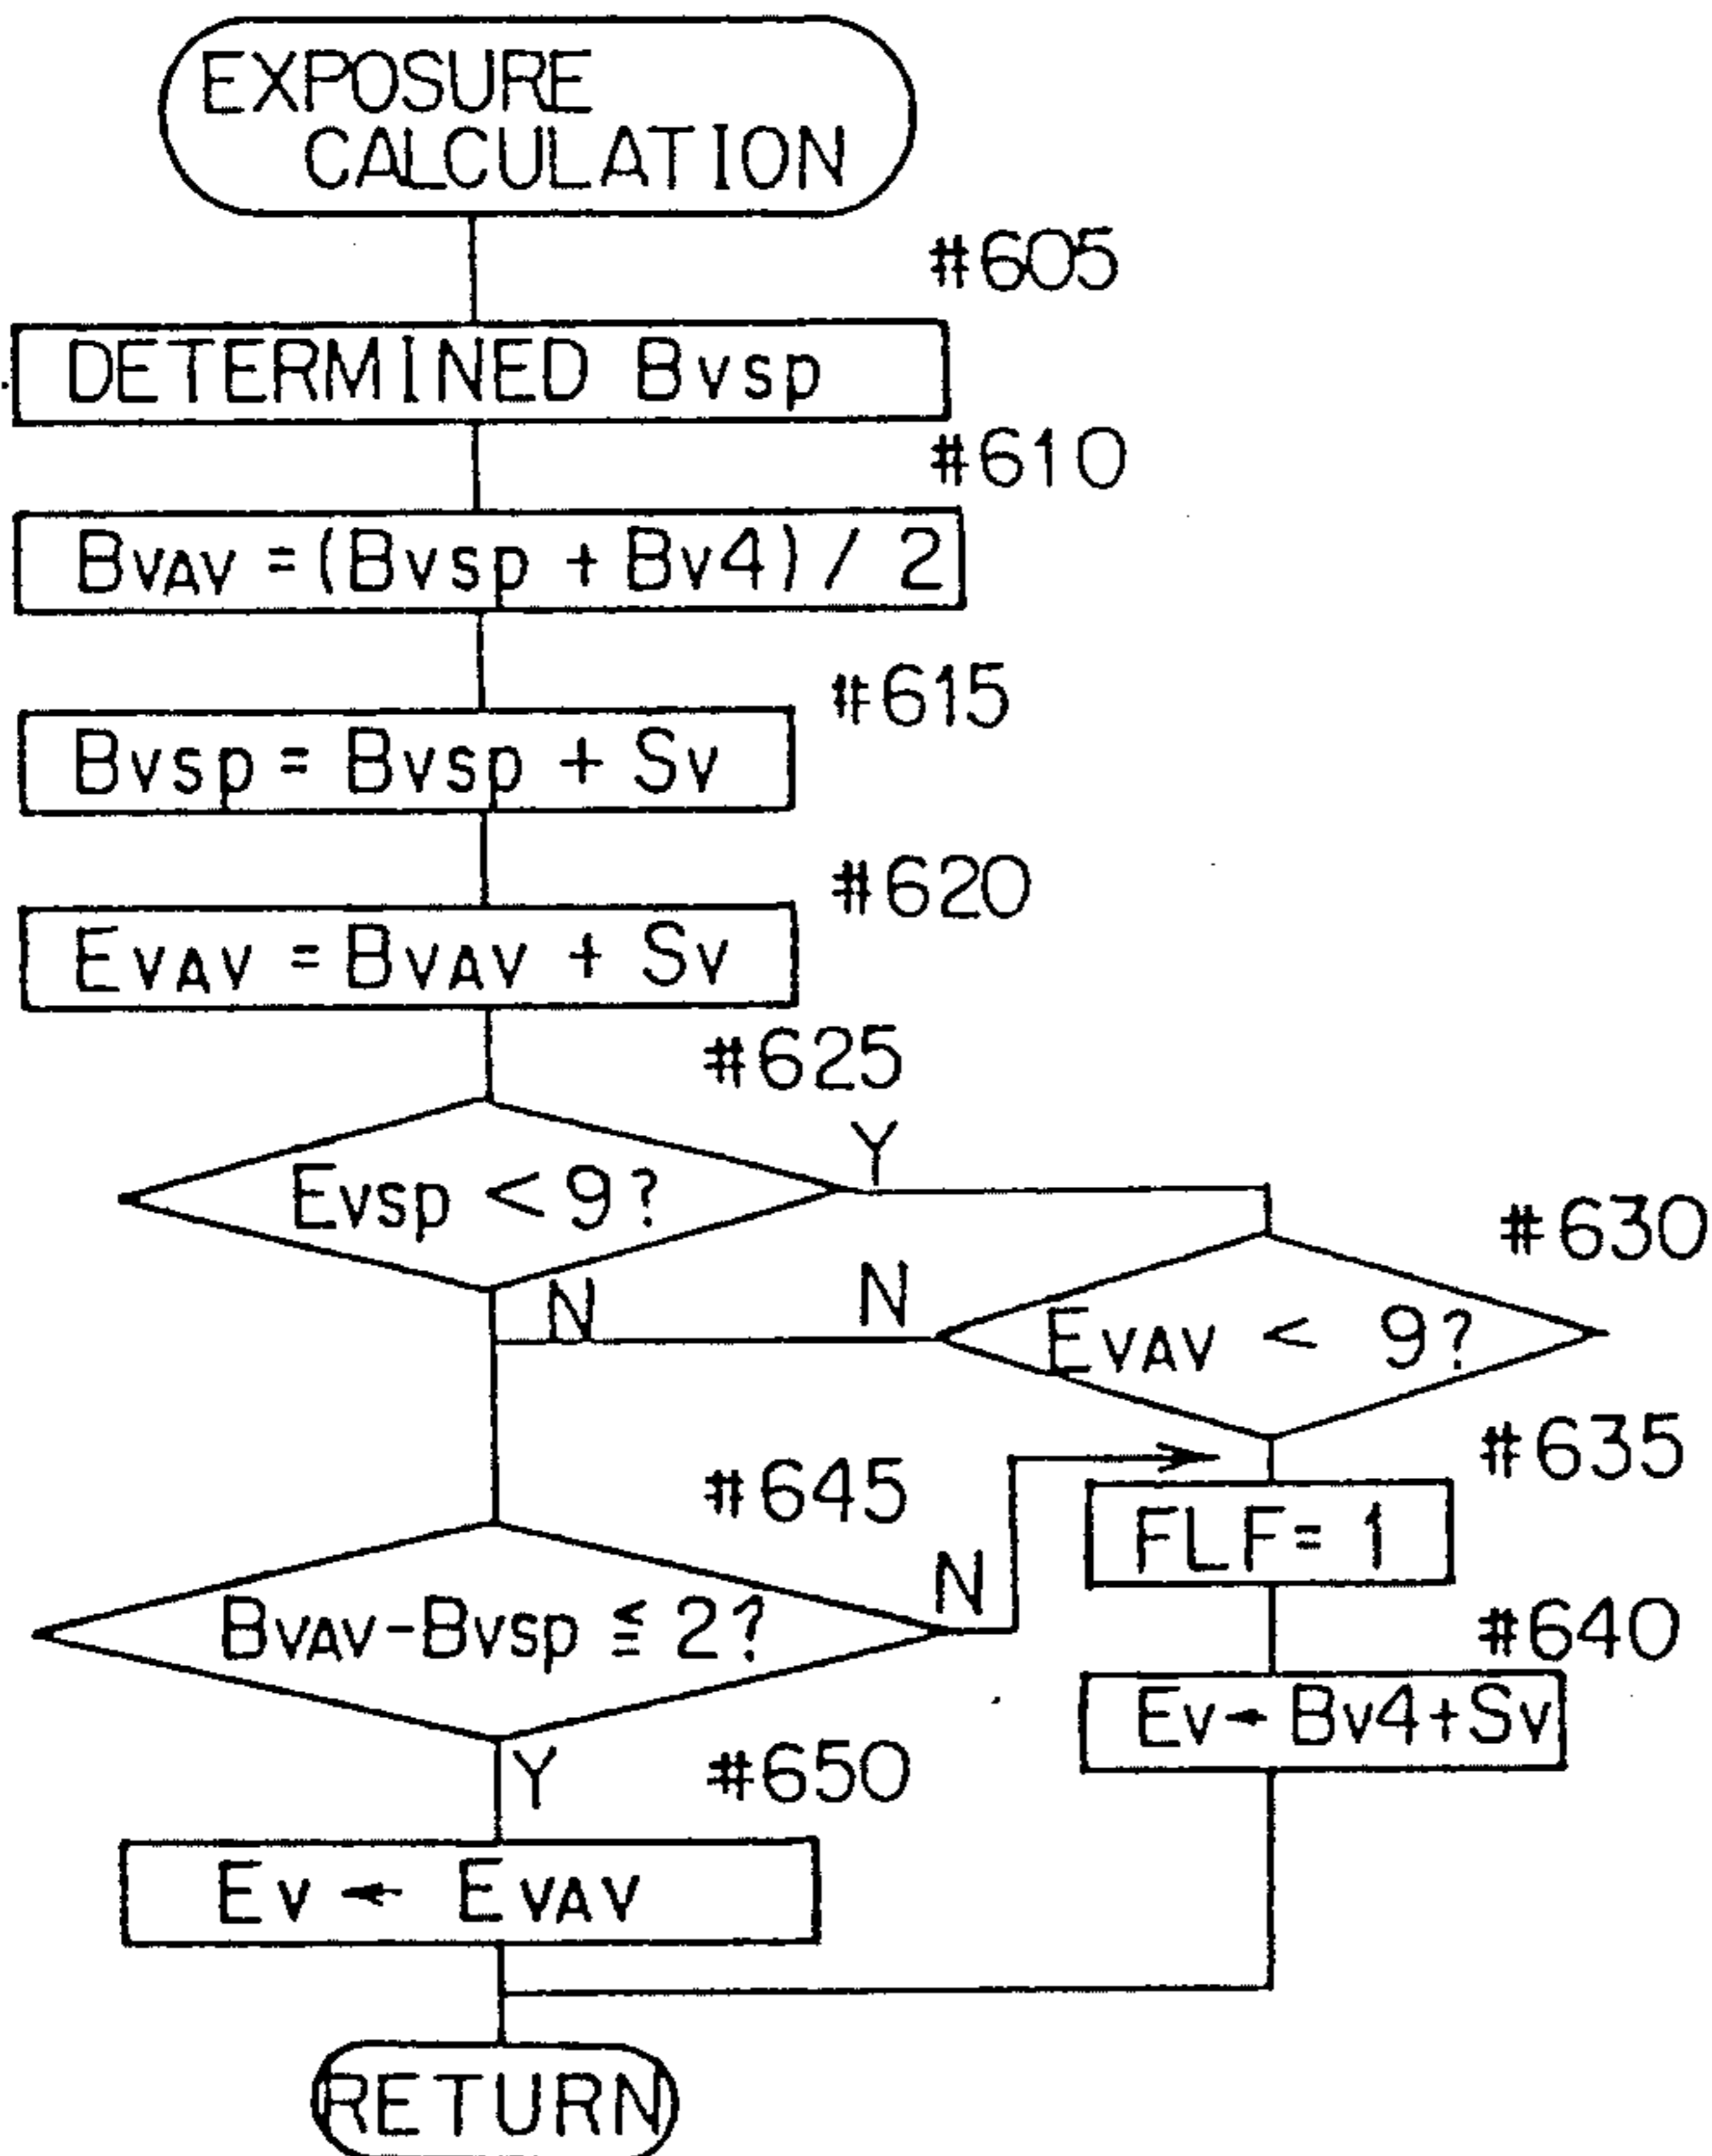 EXPOSURE
CALCULATION
#605
DETERMINED Bvsp
#610
BVAV = (Bvsp + Bv4) / 2
#615
Bvsp = Bvsp + Sv
#620
EVAV = BVAV + Sv
#625
Evsp < 9?
Y
N
#630
EVAV < 9?
N
#635
FLF = 1
#640
Ev ← Bv4 + Sv
#645
BVAV - Bvsp ≦ 2?
N
Y
#650
Ev ← EVAV
RETURN